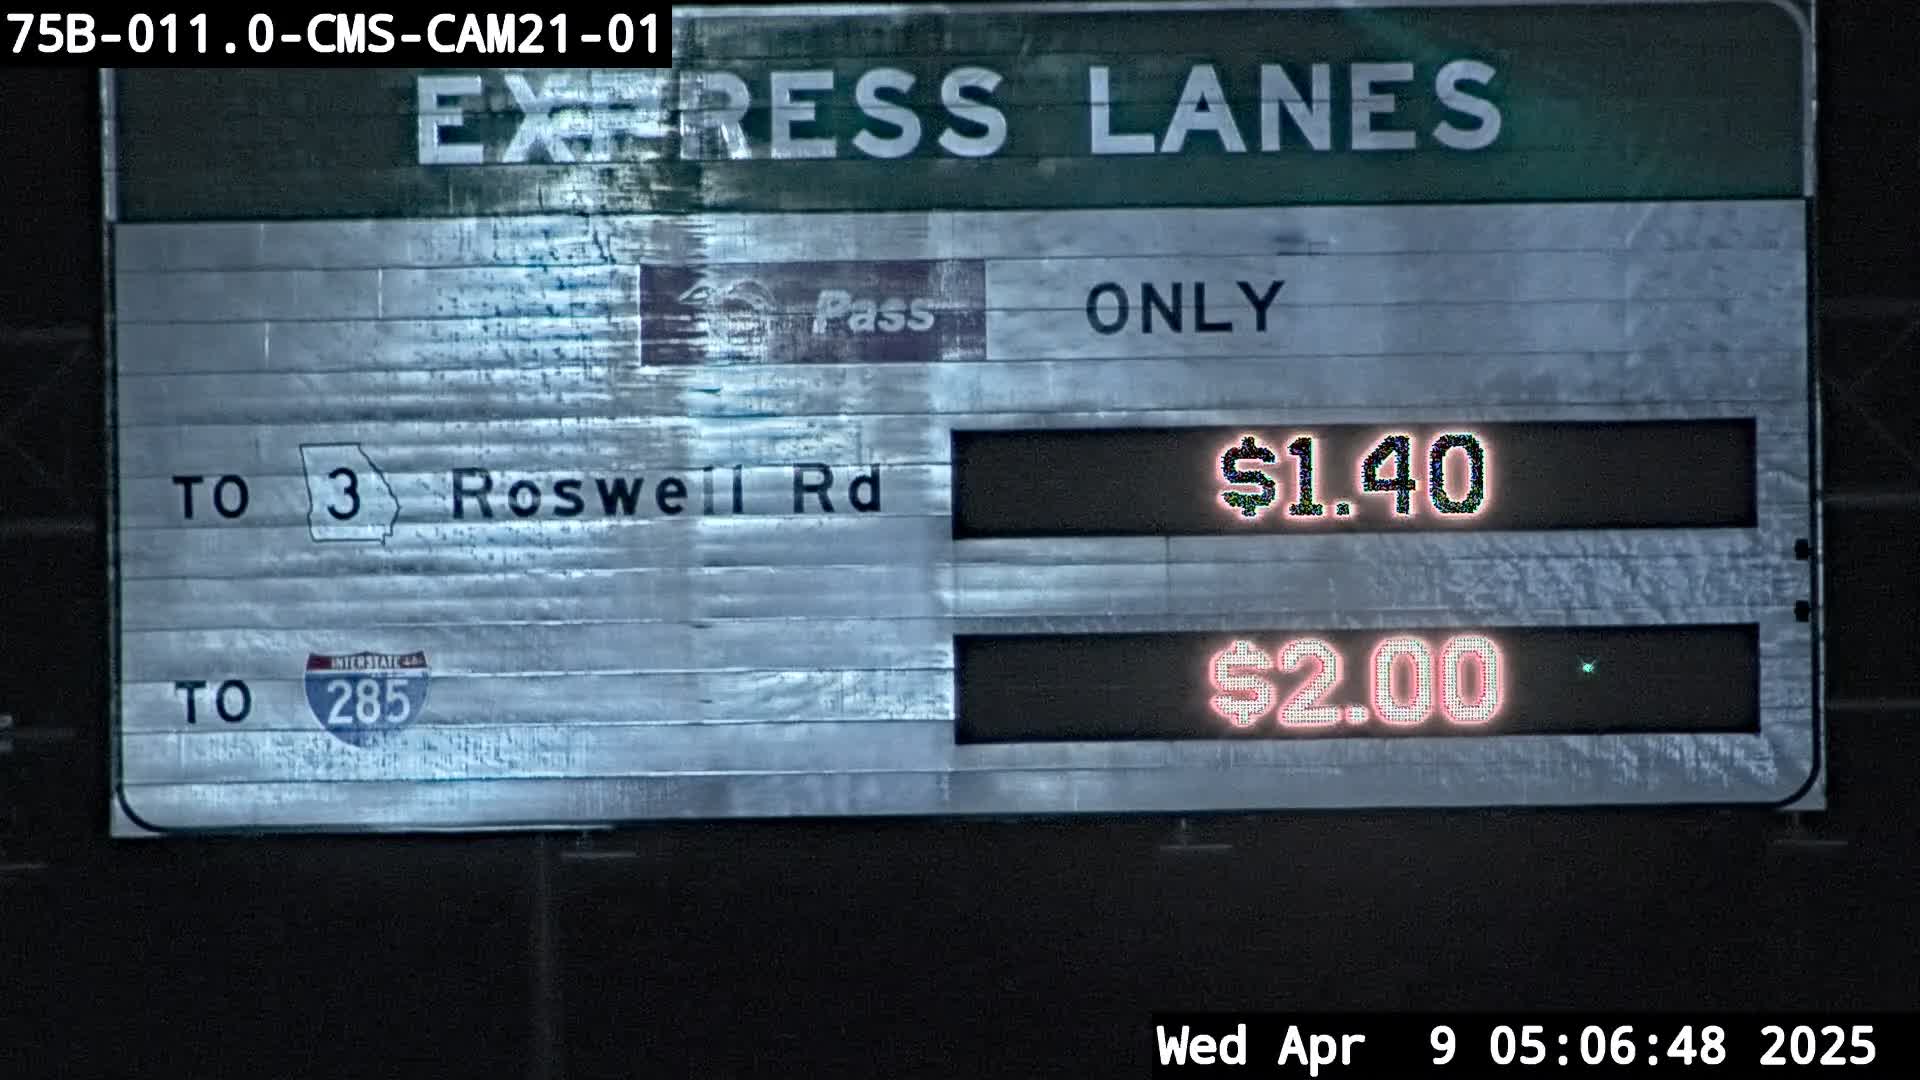 75B-011.0-CMS-CAM21-01
EXPRESS LANES
Pass ONLY
TO 3 Roswell Rd $1.40
INTERSTATE
TO 285 $2.00
Wed Apr 9 05:06:48 2025